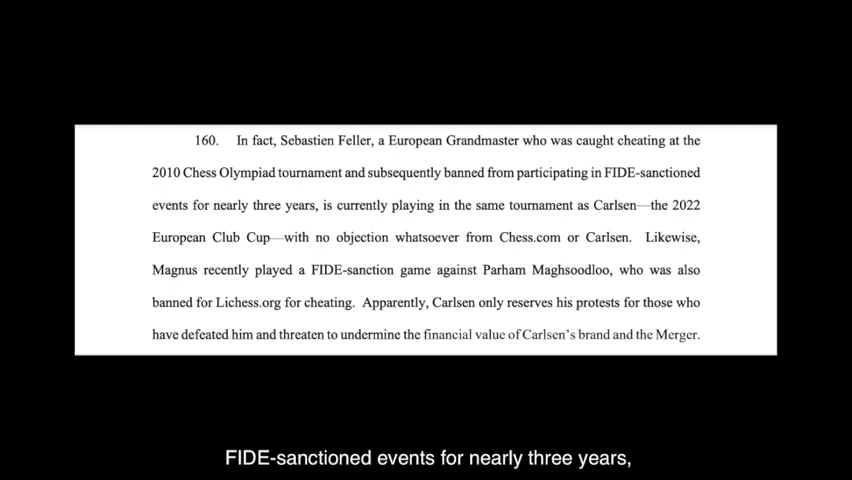 160. In fact, Sebastien Feller, a European Grandmaster who was caught cheating at the
2010 Chess Olympiad tournament and subsequently banned from participating in FIDE-sanctioned
events for nearly three years, is currently playing in the same tournament as Carlsen—the 2022
European Club Cup—with no objection whatsoever from Chess.com or Carlsen. Likewise,
Magnus recently played a FIDE-sanction game against Parham Maghsoodloo, who was also
banned for Lichess.org for cheating. Apparently, Carlsen only reserves his protests for those who
have defeated him and threaten to undermine the financial value of Carlsen's brand and the Merger.
FIDE-sanctioned events for nearly three years,